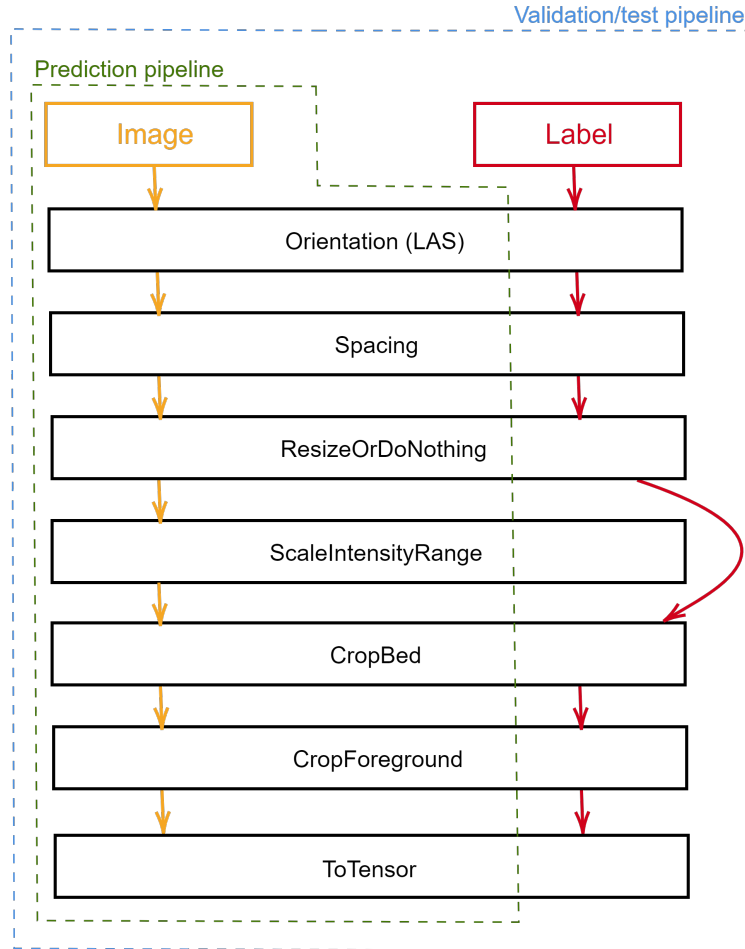 Validation/test pipeline
Prediction pipeline
Image
Label
Orientation (LAS)
Spacing
ResizeOrDoNothing
ScaleIntensityRange
CropBed
CropForeground
ToTensor